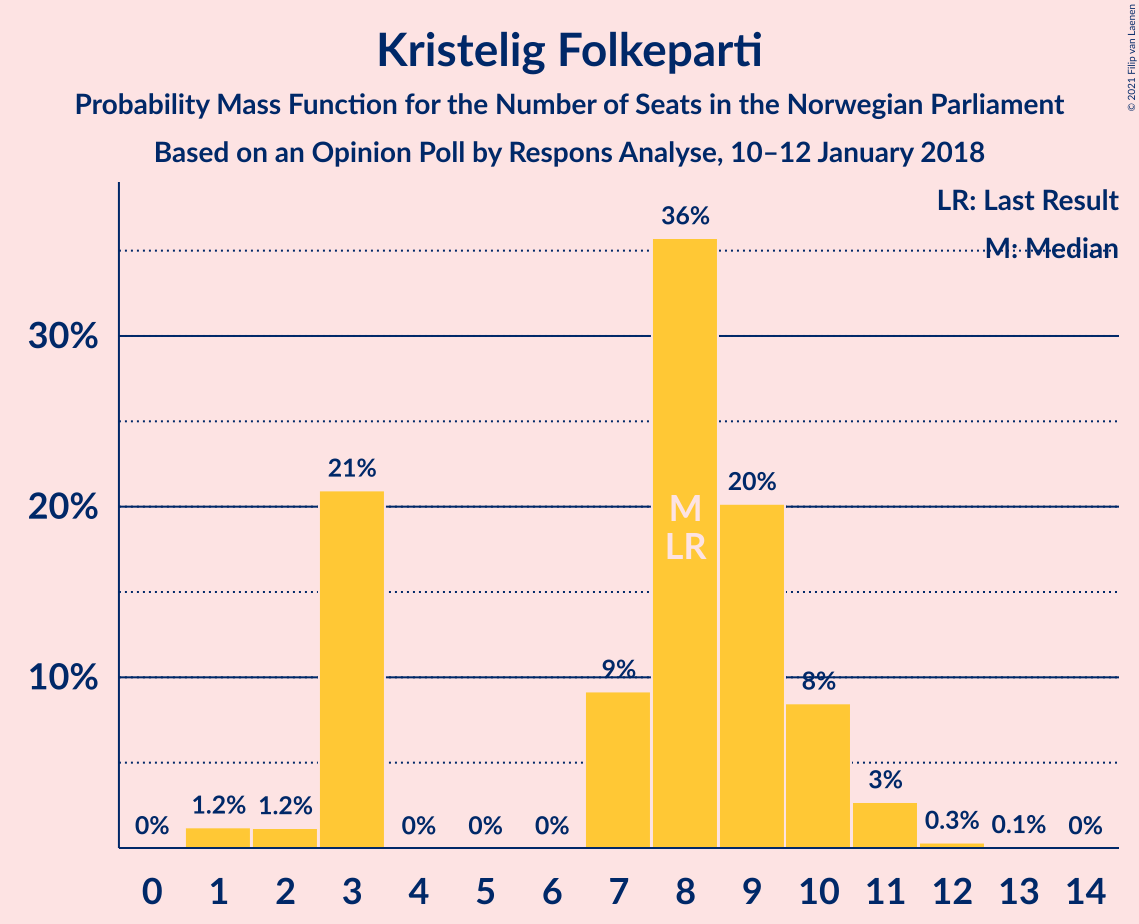 Kristelig Folkeparti
Probability Mass Function for the Number of Seats in the Norwegian Parliament
Based on an Opinion Poll by Respons Analyse, 10–12 January 2018
© 2021 Filip van Laenen
LR: Last Result
M: Median
30%
20%
10%
0%
1.2%
1.2%
21%
0%
0%
0%
9%
36%
M
LR
20%
8%
3%
0.3%
0.1%
0%
0 1 2 3 4 5 6 7 8 9 10 11 12 13 14